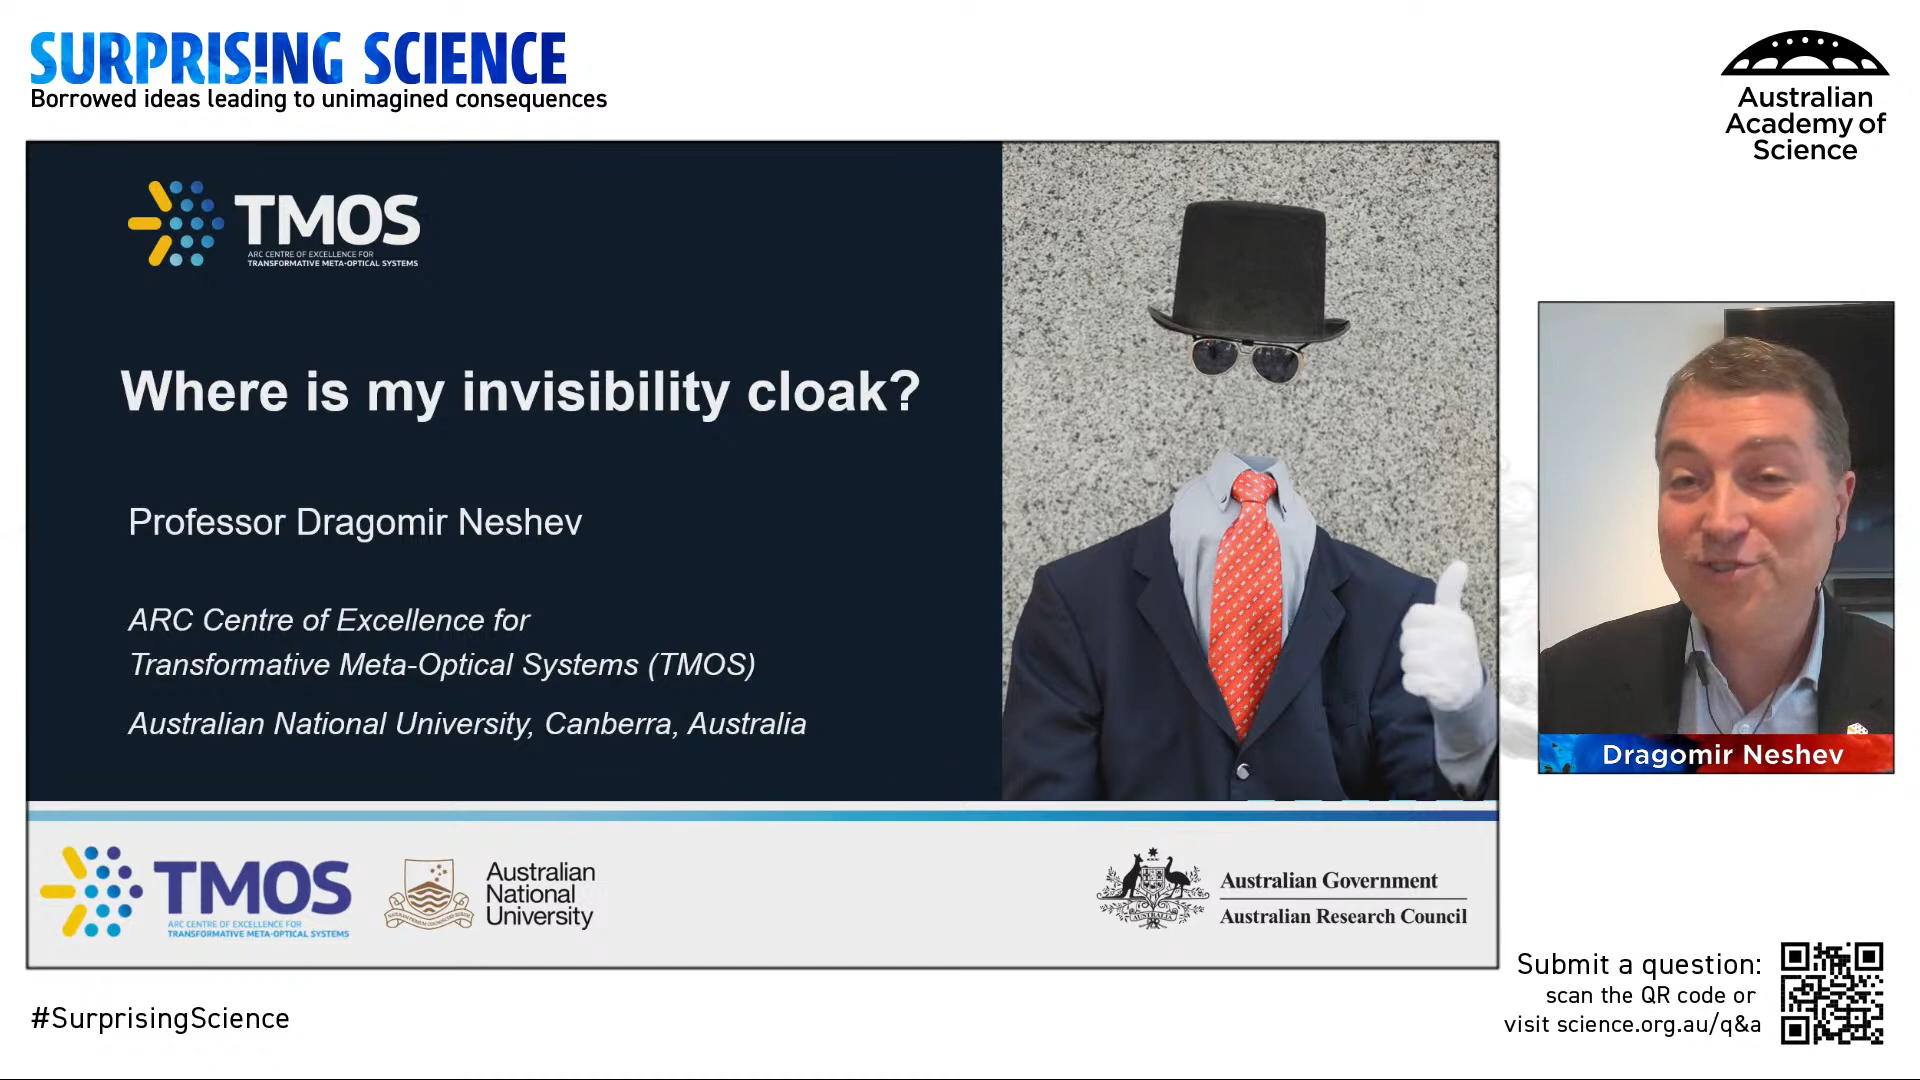 SURPRIS!NG SCIENCE
Borrowed ideas leading to unimagined consequences
Australian
Academy of
Science
TMOS
ARC CENTRE OF EXCELLENCE FOR
TRANSFORMATIVE META-OPTICAL SYSTEMS
Where is my invisibility cloak?
Professor Dragomir Neshev
ARC Centre of Excellence for
Transformative Meta-Optical Systems (TMOS)
Australian National University, Canberra, Australia
Dragomir Neshev
TMOS
ARC CENTRE OF EXCELLENCE FOR
TRANSFORMATIVE META-OPTICAL SYSTEMS
Australian
National
University
AUSTRALIA
Australian Government
Australian Research Council
#SurprisingScience
Submit a question:
scan the QR code or
visit science.org.au/q&a